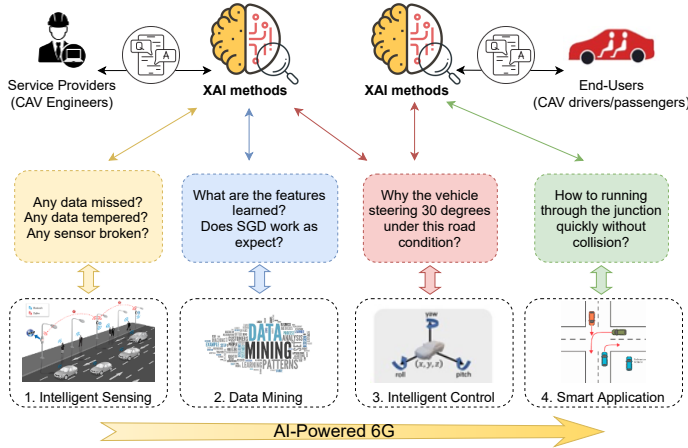 Q
A
Q
A
Service Providers
(CAV Engineers)
XAI methods
XAI methods
End-Users
(CAV drivers/passengers)
Any data missed?
Any data tempered?
Any sensor broken?
What are the features
learned?
Does SGD work as
expect?
Why the vehicle
steering 30 degrees
under this road
condition?
How to running
through the junction
quickly without
collision?
DATA
MINING
PATTERNS
LEARNING
ANALYSIS
yaw
roll
(x, y, z)
pitch
1. Intelligent Sensing
2. Data Mining
3. Intelligent Control
4. Smart Application
AI-Powered 6G